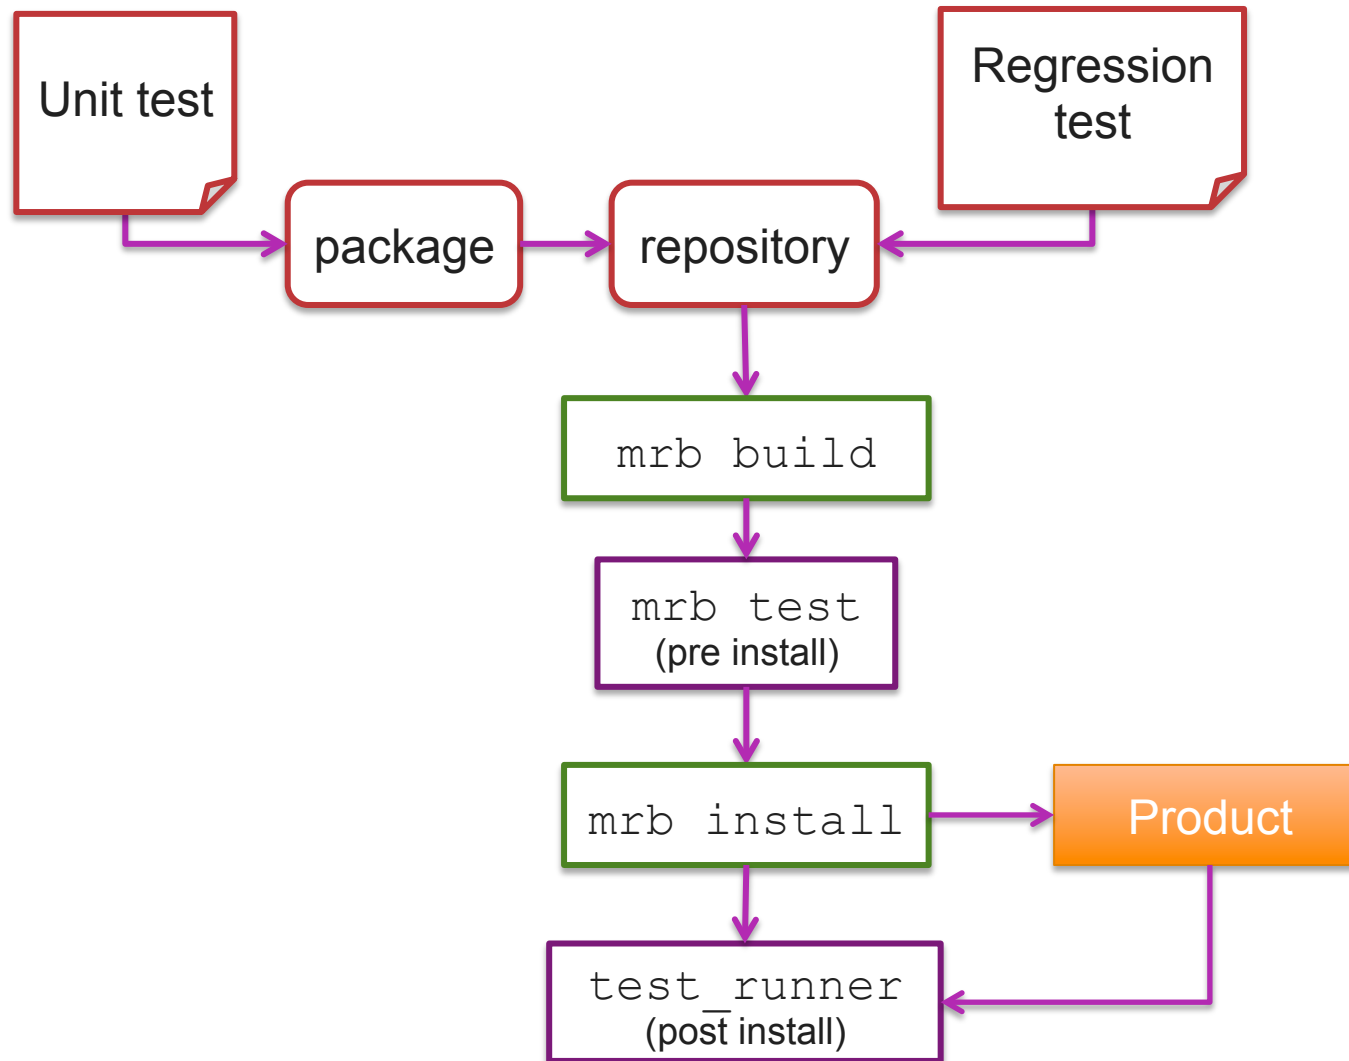 Unit test
Regression
test
package
repository
mrb build
mrb test
(pre install)
mrb install
Product
test_runner
(post install)